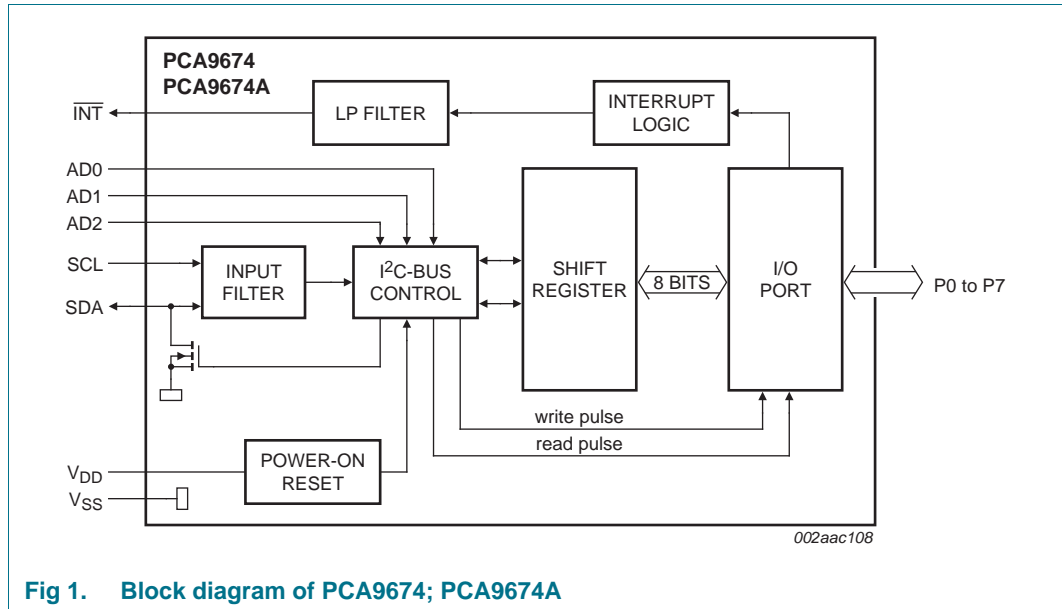 PCA9674
PCA9674A
INT
LP FILTER
INTERRUPT
LOGIC
AD0
AD1
AD2
SCL
SDA
INPUT
FILTER
I²C-BUS
CONTROL
SHIFT
REGISTER
8 BITS
I/O
PORT
P0 to P7
write pulse
read pulse
VDD
VSS
POWER-ON
RESET
002aac108
Fig 1. Block diagram of PCA9674; PCA9674A